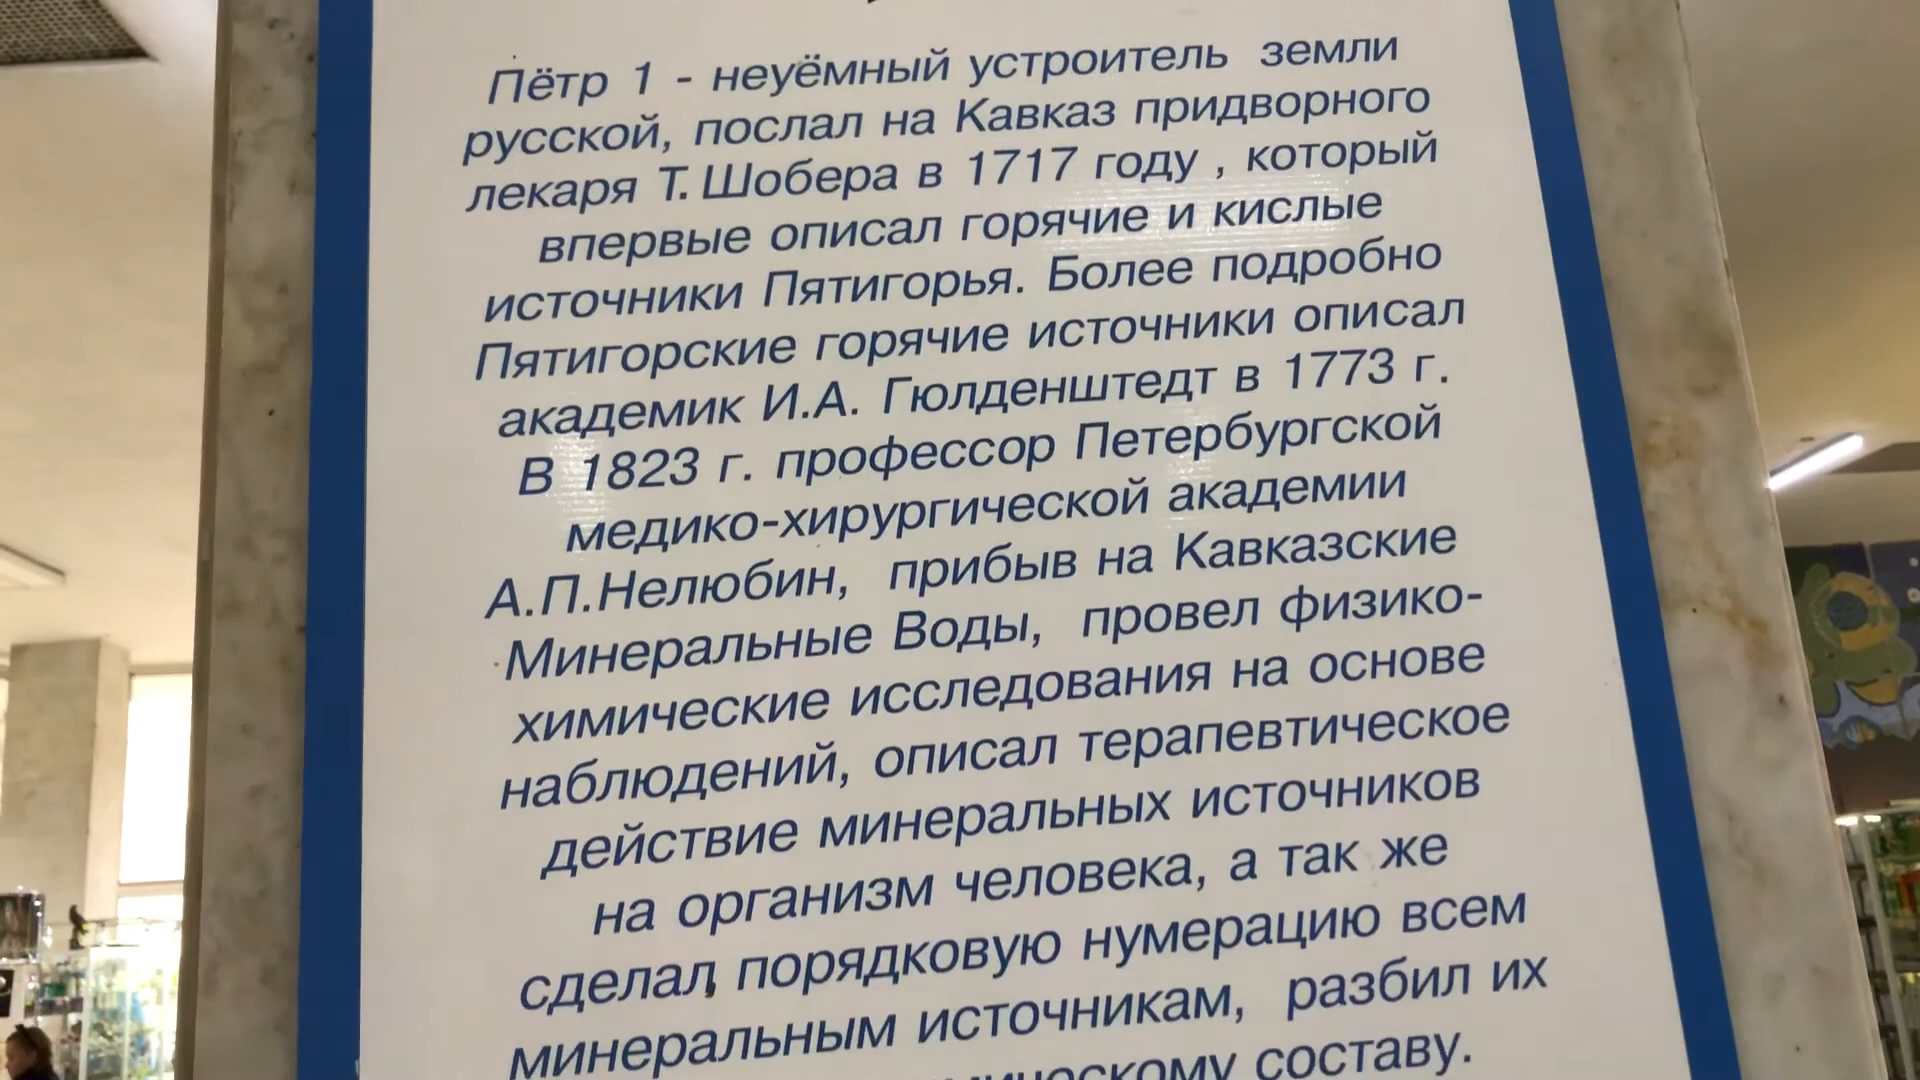 Пётр 1 - неуёмный устроитель земли
русской, послал на Кавказ придворного
лекаря Т. Шобера в 1717 году , который
впервые описал горячие и кислые
источники Пятигорья. Более подробно
Пятигорские горячие источники описал
академик И.А. Гюлденштедт в 1773 г.
В 1823 г. профессор Петербургской
медико-хирургической академии
А.П.Нелюбин, прибыв на Кавказские
Минеральные Воды, провел физико-
химические исследования на основе
наблюдений, описал терапевтическое
действие минеральных источников
на организм человека, а так же
сделал порядковую нумерацию всем
минеральным источникам, разбил их
составу.